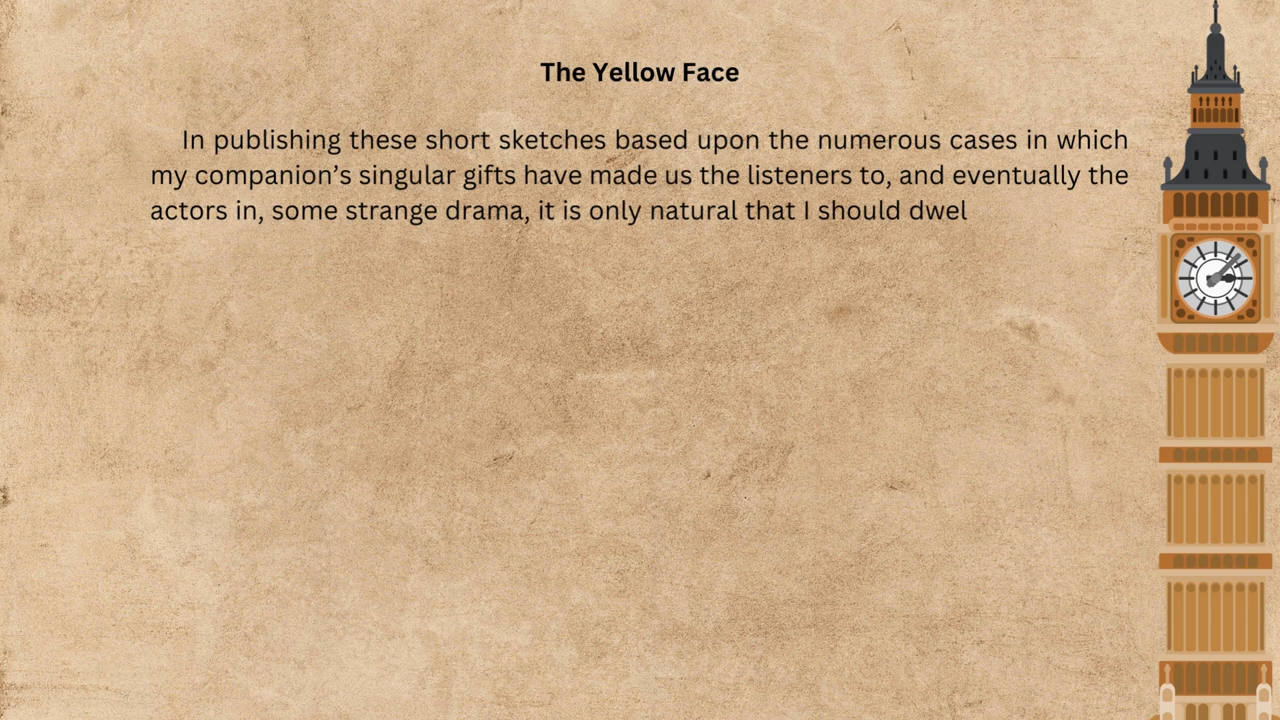 The Yellow Face
In publishing these short sketches based upon the numerous cases in which
my companion’s singular gifts have made us the listeners to, and eventually the
actors in, some strange drama, it is only natural that I should dwel